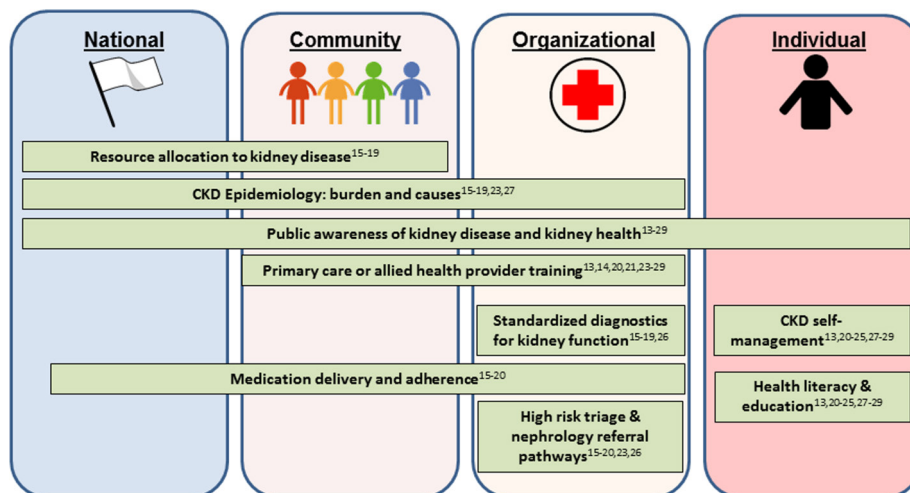 National
Community
Organizational
Individual
Resource allocation to kidney disease15-19
CKD Epidemiology: burden and causes15-19,23,27
Public awareness of kidney disease and kidney health13-29
Primary care or allied health provider training13,14,20,21,23-29
Standardized diagnostics
for kidney function15-19,26
CKD self-
management13,20-25,27-29
Medication delivery and adherence15-20
Health literacy &
education13,20-25,27-29
High risk triage &
nephrology referral
pathways15-20,23,26